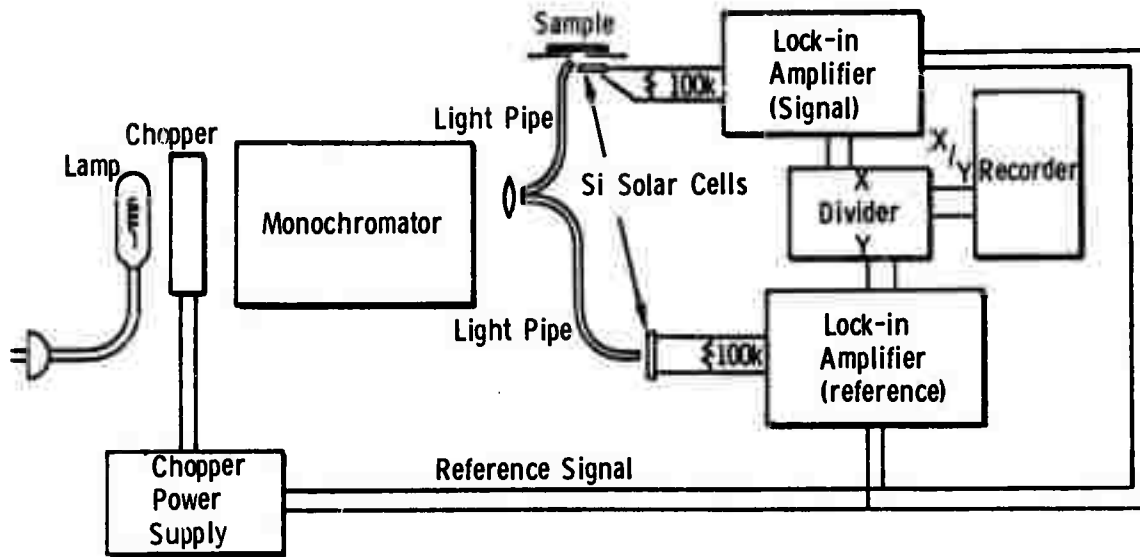 Sample
Lock-in
Amplifier
(Signal)
100k
Light Pipe
Chopper
Lamp
X/Y
Recorder
Si Solar Cells
X
Divider
Y
Monochromator
Light Pipe
100k
Lock-in
Amplifier
(reference)
Chopper
Power
Supply
Reference Signal